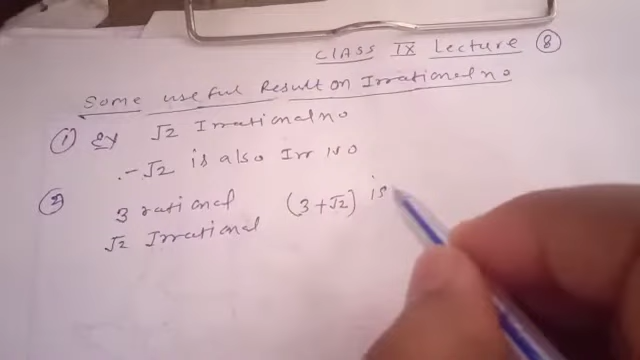 CLASS IX Lecture 8
Some useful Result on Irrational no
1 Ex √2 Irrational no
-√2 is also Irr No
2 3 rational (3+√2) is
√2 Irrational